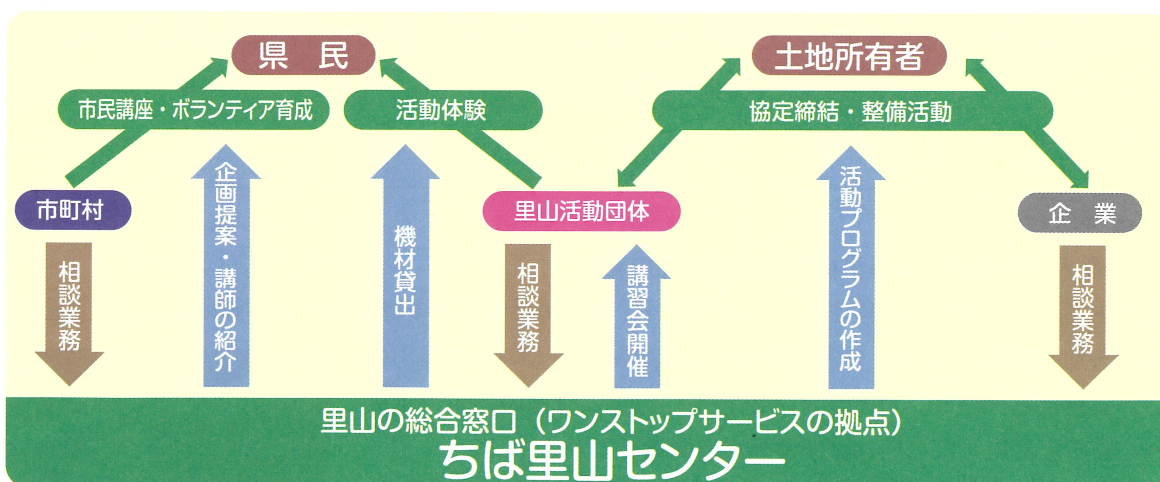 県　民
土地所有者
市民講座・ボランティア育成
活動体験
協定締結・整備活動
市町村
里山活動団体
企　業
相談業務
企画提案・講師の紹介
機材貸出
相談業務
講習会開催
活動プログラムの作成
相談業務
里山の総合窓口（ワンストップサービスの拠点）
ちば里山センター